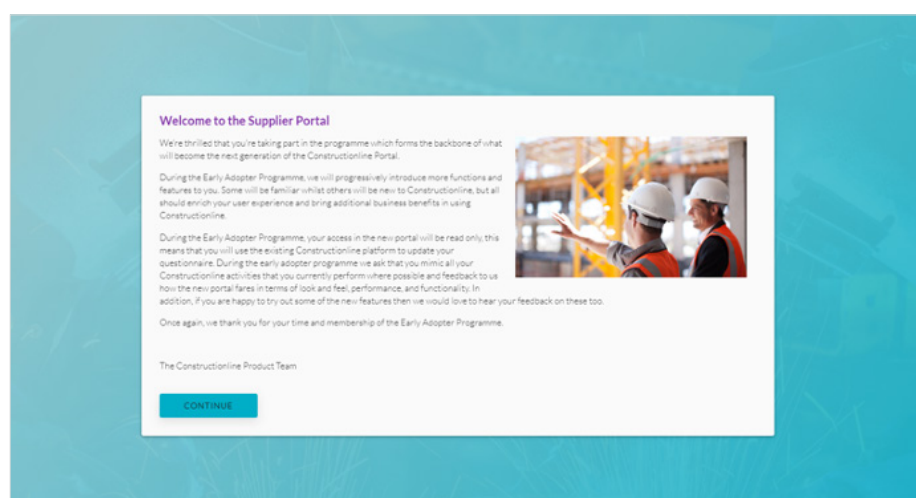 Welcome to the Supplier Portal
We're thrilled that you're taking part in the programme which forms the backbone of what
will become the next generation of the Constructionline Portal.
During the Early Adopter Programme, we will progressively introduce more functions and
features to you. Some will be familiar whilst others will be new to Constructionline, but all
should enrich your user experience and bring additional business benefits in using
Constructionline.
During the Early Adopter Programme, your access in the new portal will be read only, this
means that you will use the existing Constructionline platform to update your
questionnaire. During the early adopter programme we ask that you mimic all your
Constructionline activities that you currently perform where possible and feedback to us
how the new portal fares in terms of look and feel, performance, and functionality. In
addition, if you are happy to try out some of the new features then we would love to hear your feedback on these too.
Once again, we thank you for your time and membership of the Early Adopter Programme.
The Constructionline Product Team
CONTINUE